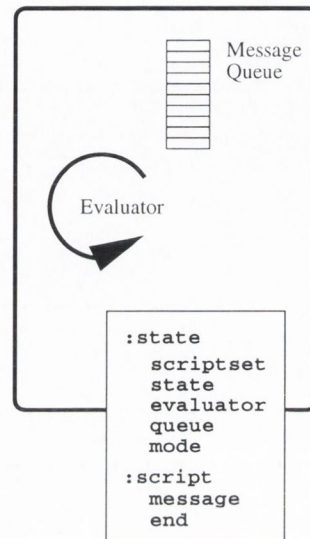 Message
Queue
Evaluator
:state
scriptset
state
evaluator
queue
mode
:script
message
end